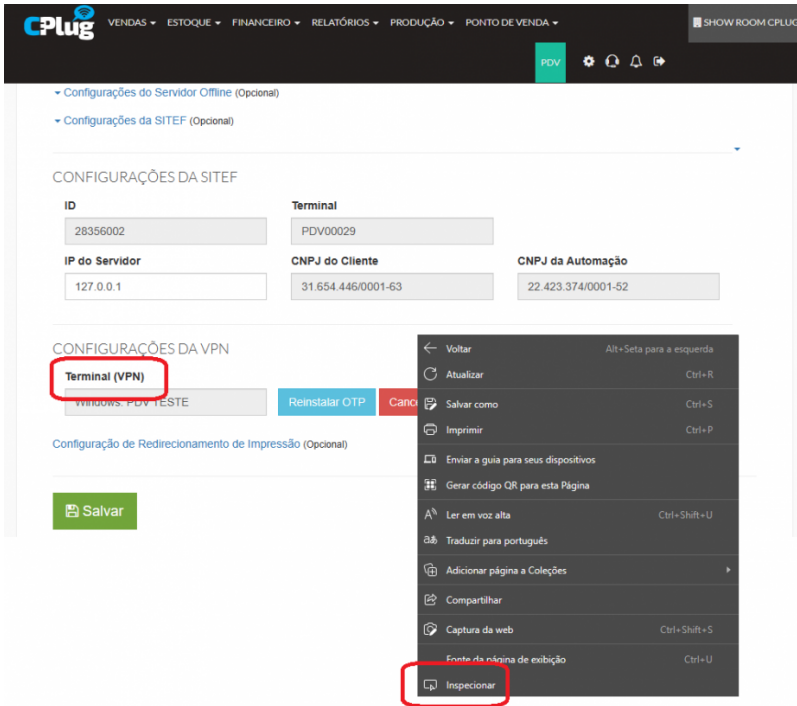 CPlug VENDAS ESTOQUE FINANCEIRO RELATÓRIOS PRODUÇÃO PONTO DE VENDA SHOW ROOM CPLUG
PDV
Configurações do Servidor Offline (Opcional)
Configurações da SITEF (Opcional)
CONFIGURAÇÕES DA SITEF
ID Terminal
28356002 PDV00029
IP do Servidor CNPJ do Cliente CNPJ da Automação
127.0.0.1 31.654.446/0001-63 22.423.374/0001-52
CONFIGURAÇÕES DA VPN
Terminal (VPN)
Windows: PDV TESTE Reinstalar OTP Canc
Configuração de Redirecionamento de Impressão (Opcional)
Salvar
Voltar Alt+Seta para a esquerda
Atualizar Ctrl+R
Salvar como Ctrl+S
Imprimir Ctrl+P
Enviar a guia para seus dispositivos
Gerar código QR para esta Página
Ler em voz alta Ctrl+Shift+U
Traduzir para português
Adicionar página a Coleções
Compartilhar
Captura da web Ctrl+Shift+S
Fonte da página de exibição Ctrl+U
Inspecionar